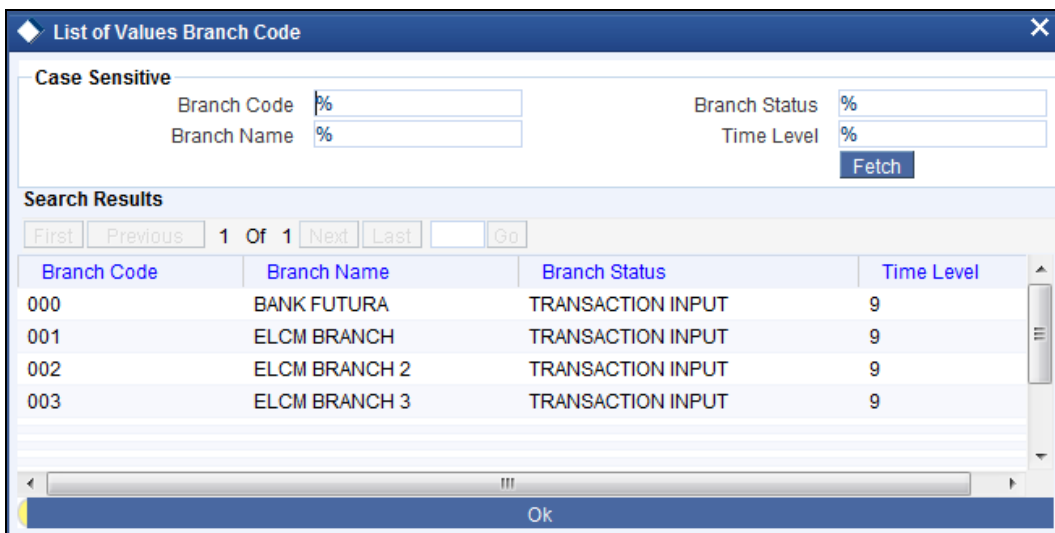 List of Values Branch Code
Case Sensitive
Branch Code % Branch Status %
Branch Name % Time Level %
Fetch
Search Results
First Previous 1 Of 1 Next Last Go
Branch Code Branch Name Branch Status Time Level
000 BANK FUTURA TRANSACTION INPUT 9
001 ELCM BRANCH TRANSACTION INPUT 9
002 ELCM BRANCH 2 TRANSACTION INPUT 9
003 ELCM BRANCH 3 TRANSACTION INPUT 9
Ok